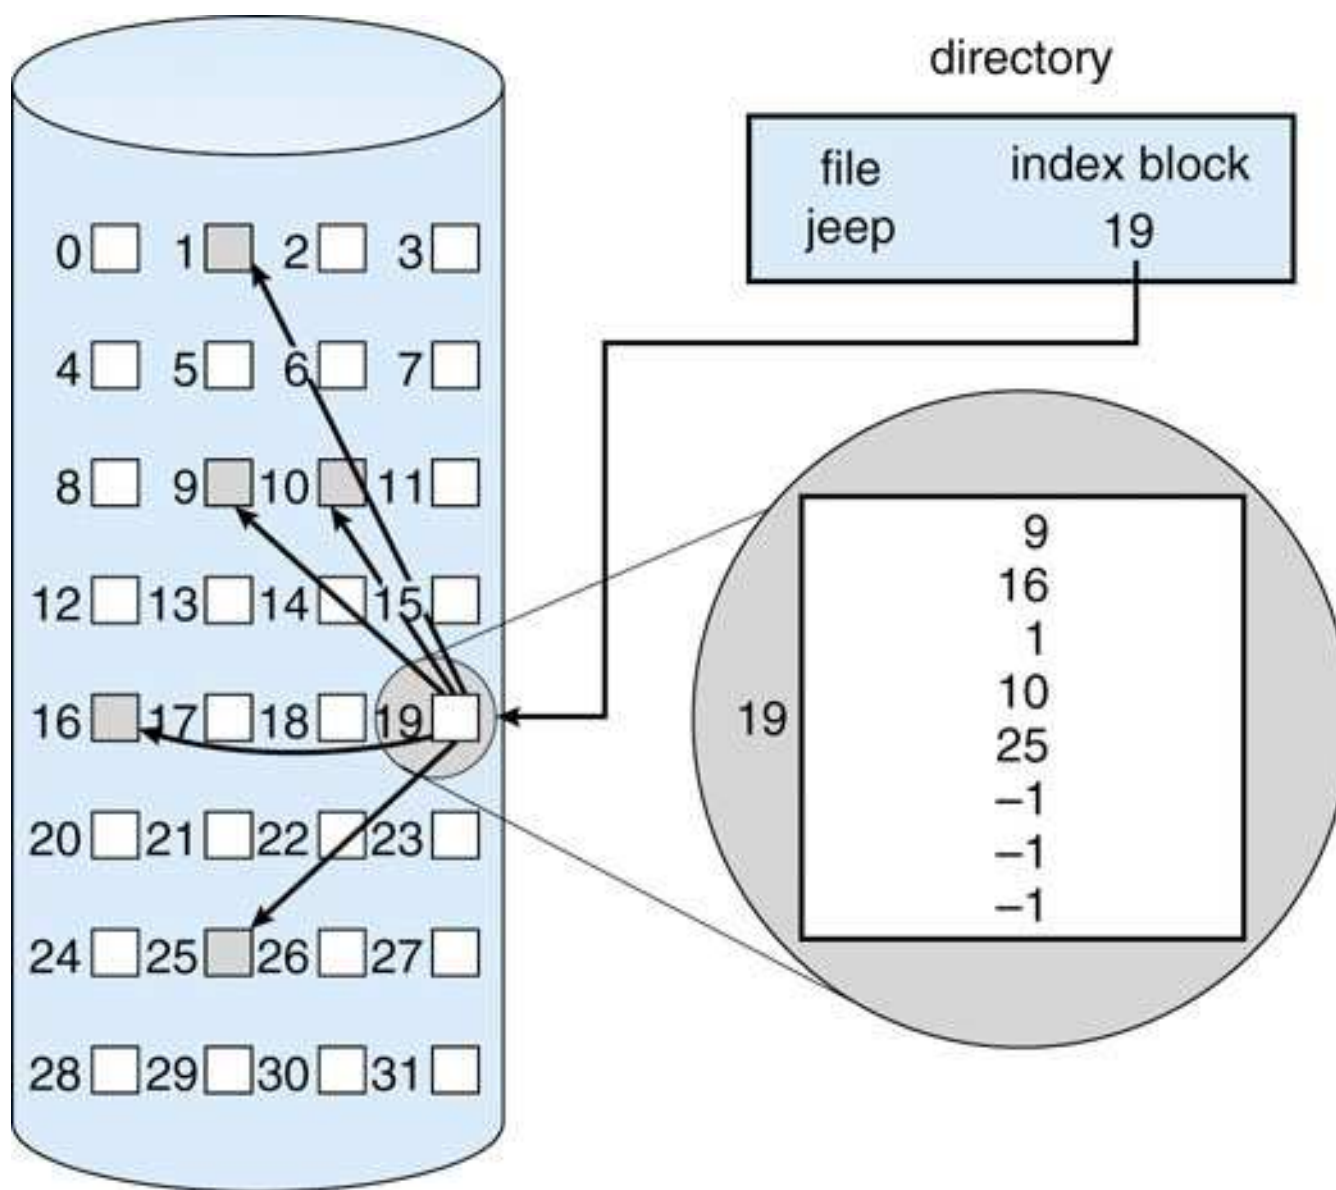 directory
file index block
jeep 19
0 1 2 3
4 5 6 7
8 9 10 11
12 13 14 15
16 17 18 19
20 21 22 23
24 25 26 27
28 29 30 31
19
9
16
1
10
25
–1
–1
–1